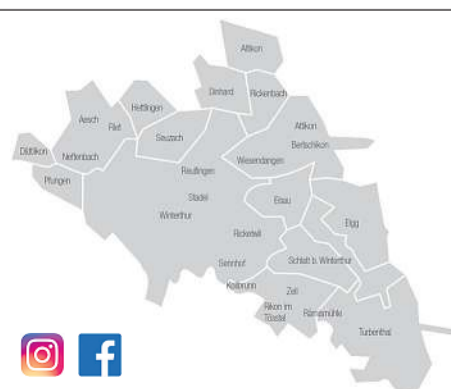 Attikon
Dinhard
Rickenbach
Hettlingen
Aesch
Riet
Seuzach
Attikon
Bertschikon
Dättlikon
Neftenbach
Wiesendangen
Reutlingen
Pfungen
Stadel
Elsau
Elgg
Winterthur
Ricketwil
Schlatt b. Winterthur
Sennhof
Kollbrunn
Zell
Rikon im
Tösstal
Rämismühle
Turbenthal